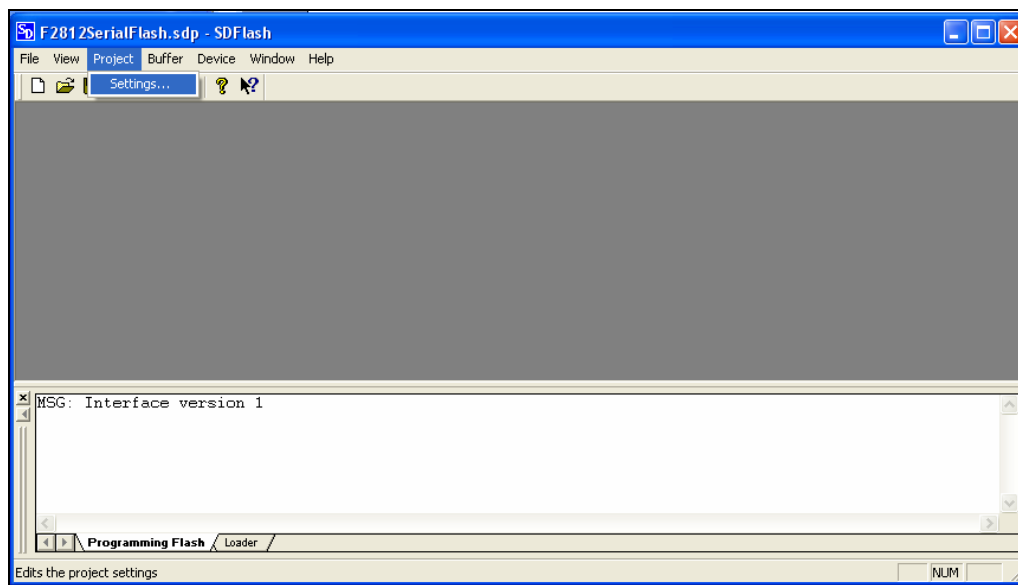 SD F2812SerialFlash.sdp - SDFlash
File View Project Buffer Device Window Help
Settings...
MSG: Interface version 1
Programming Flash Loader
Edits the project settings NUM